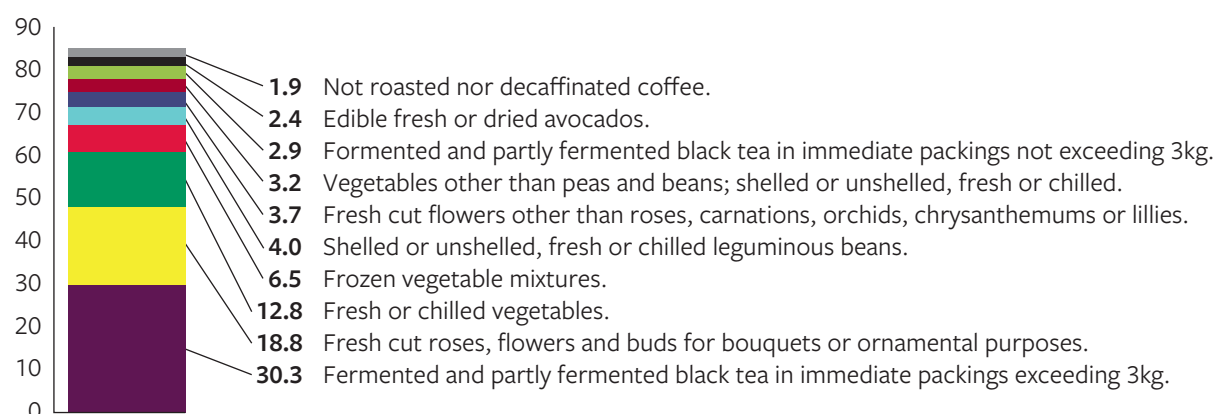 90
80
70
60
50
40
30
20
10
0
1.9 Not roasted nor decaffinated coffee.
2.4 Edible fresh or dried avocados.
2.9 Formented and partly fermented black tea in immediate packings not exceeding 3kg.
3.2 Vegetables other than peas and beans; shelled or unshelled, fresh or chilled.
3.7 Fresh cut flowers other than roses, carnations, orchids, chrysanthemums or lillies.
4.0 Shelled or unshelled, fresh or chilled leguminous beans.
6.5 Frozen vegetable mixtures.
12.8 Fresh or chilled vegetables.
18.8 Fresh cut roses, flowers and buds for bouquets or ornamental purposes.
30.3 Fermented and partly fermented black tea in immediate packings exceeding 3kg.